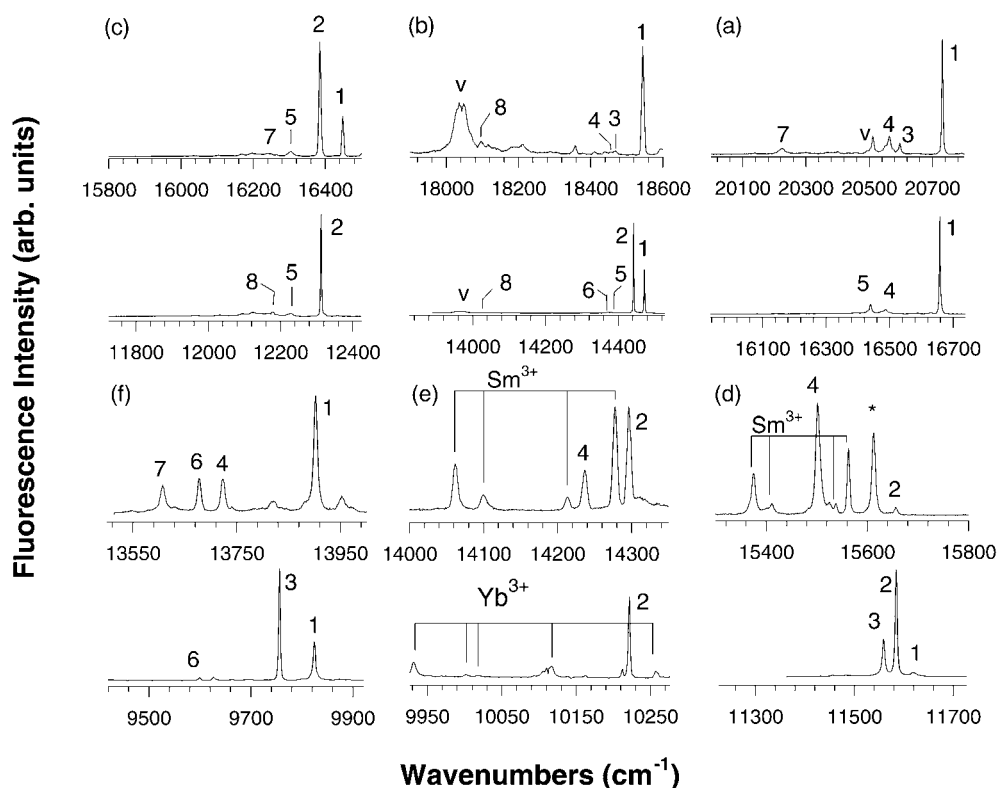 Fluorescence Intensity (arb. units)
(c)
2
1
5
7
15800 16000 16200 16400
(b)
1
v
8
4 3
18000 18200 18400 18600
(a)
1
7
v 4 3
20100 20300 20500 20700
2
8 5
11800 12000 12200 12400
2 1
v 8 6 5
14000 14200 14400
1
5 4
16100 16300 16500 16700
(f)
1
7 6 4
13550 13750 13950
Sm3+
(e)
2
4
14000 14100 14200 14300
(d)
4
*
Sm3+
2
15400 15600 15800
3
1
6
9500 9700 9900
Yb3+
2
9950 10050 10150 10250
2
3
1
11300 11500 11700
Wavenumbers (cm-1)